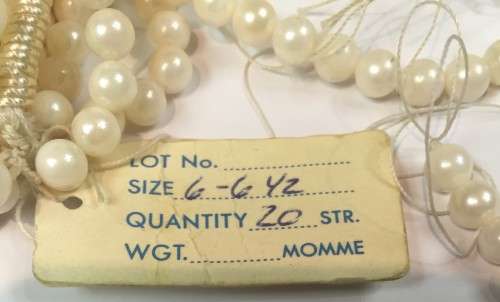 LOT No.
SIZE 6-6 1/2
QUANTITY 20 STR.
WGT. MOMME